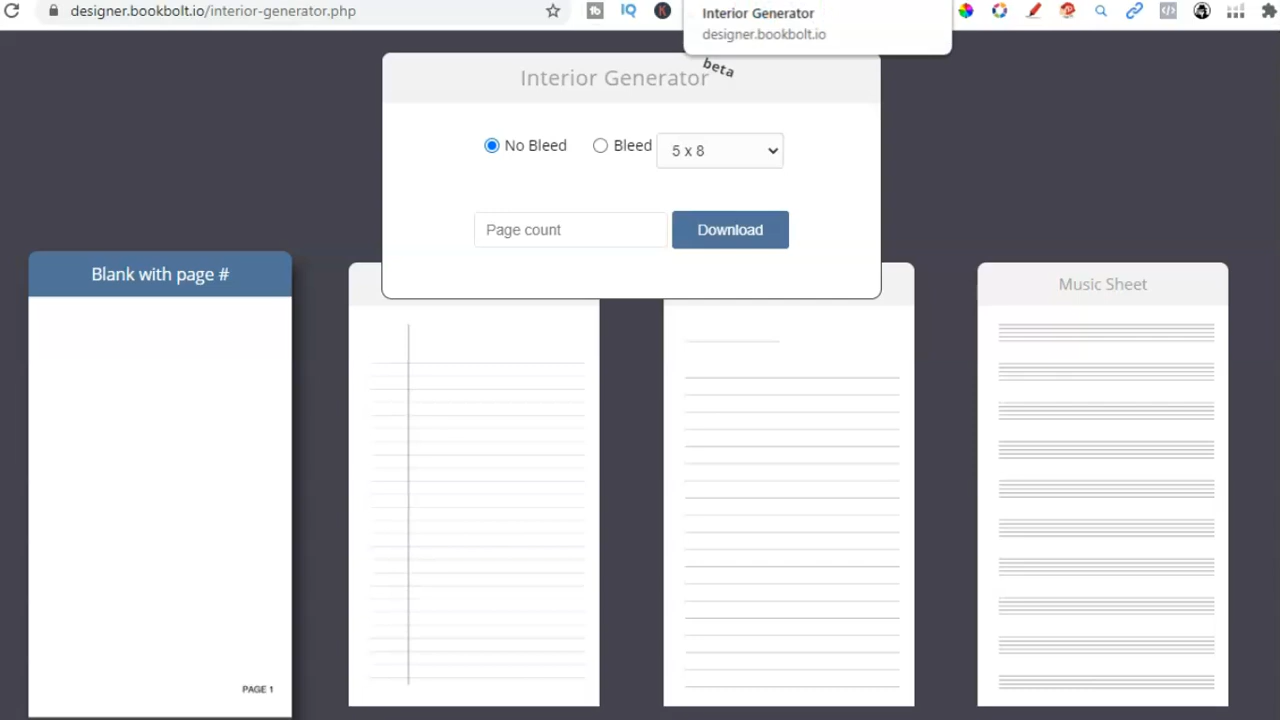 designer.bookbolt.io/interior-generator.php
Interior Generator
designer.bookbolt.io
Interior Generator beta
No Bleed
Bleed
5 x 8
Page count
Download
Blank with page #
Music Sheet
PAGE 1